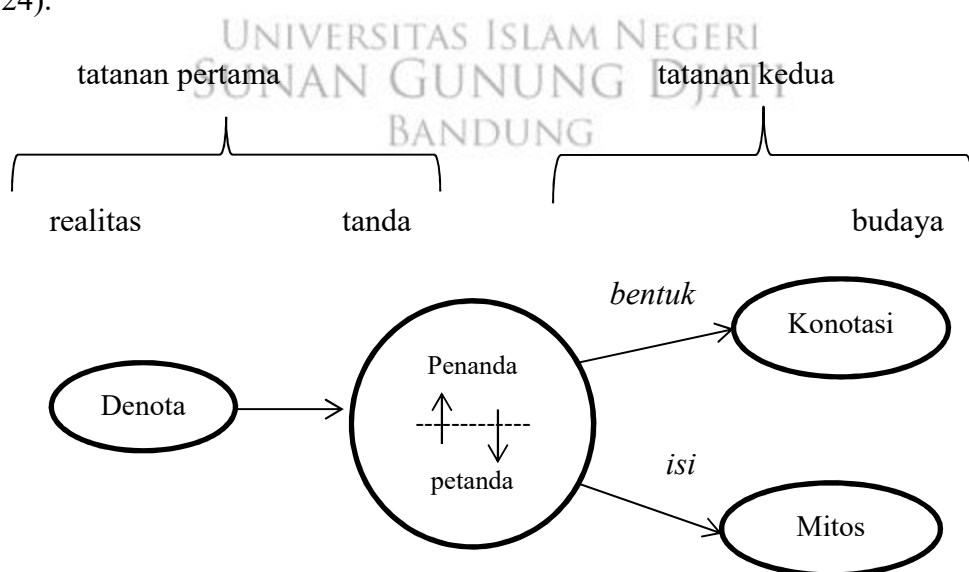 24).
UNIVERSITAS ISLAM NEGERI
SUNAN GUNUNG DJATI
BANDUNG
tatanan pertama
tatanan kedua
realitas
tanda
budaya
bentuk
Konotasi
Penanda
Denota
petanda
isi
Mitos